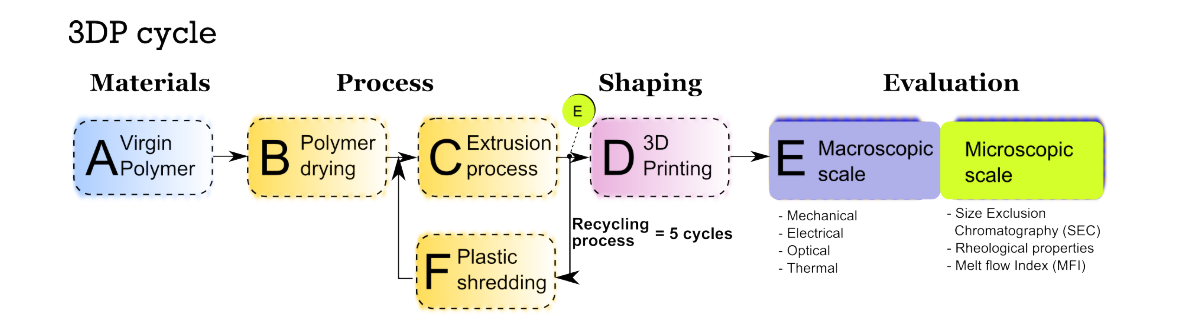 3DP cycle
Materials
Process
Shaping
Evaluation
A Virgin
Polymer
B Polymer
drying
C Extrusion
process
E
D 3D
Printing
E Macroscopic
scale
Microscopic
scale
- Mechanical
- Electrical
- Optical
- Thermal
- Size Exclusion
Chromatography (SEC)
- Rheological properties
- Melt flow Index (MFI)
Recycling
process = 5 cycles
F Plastic
shredding